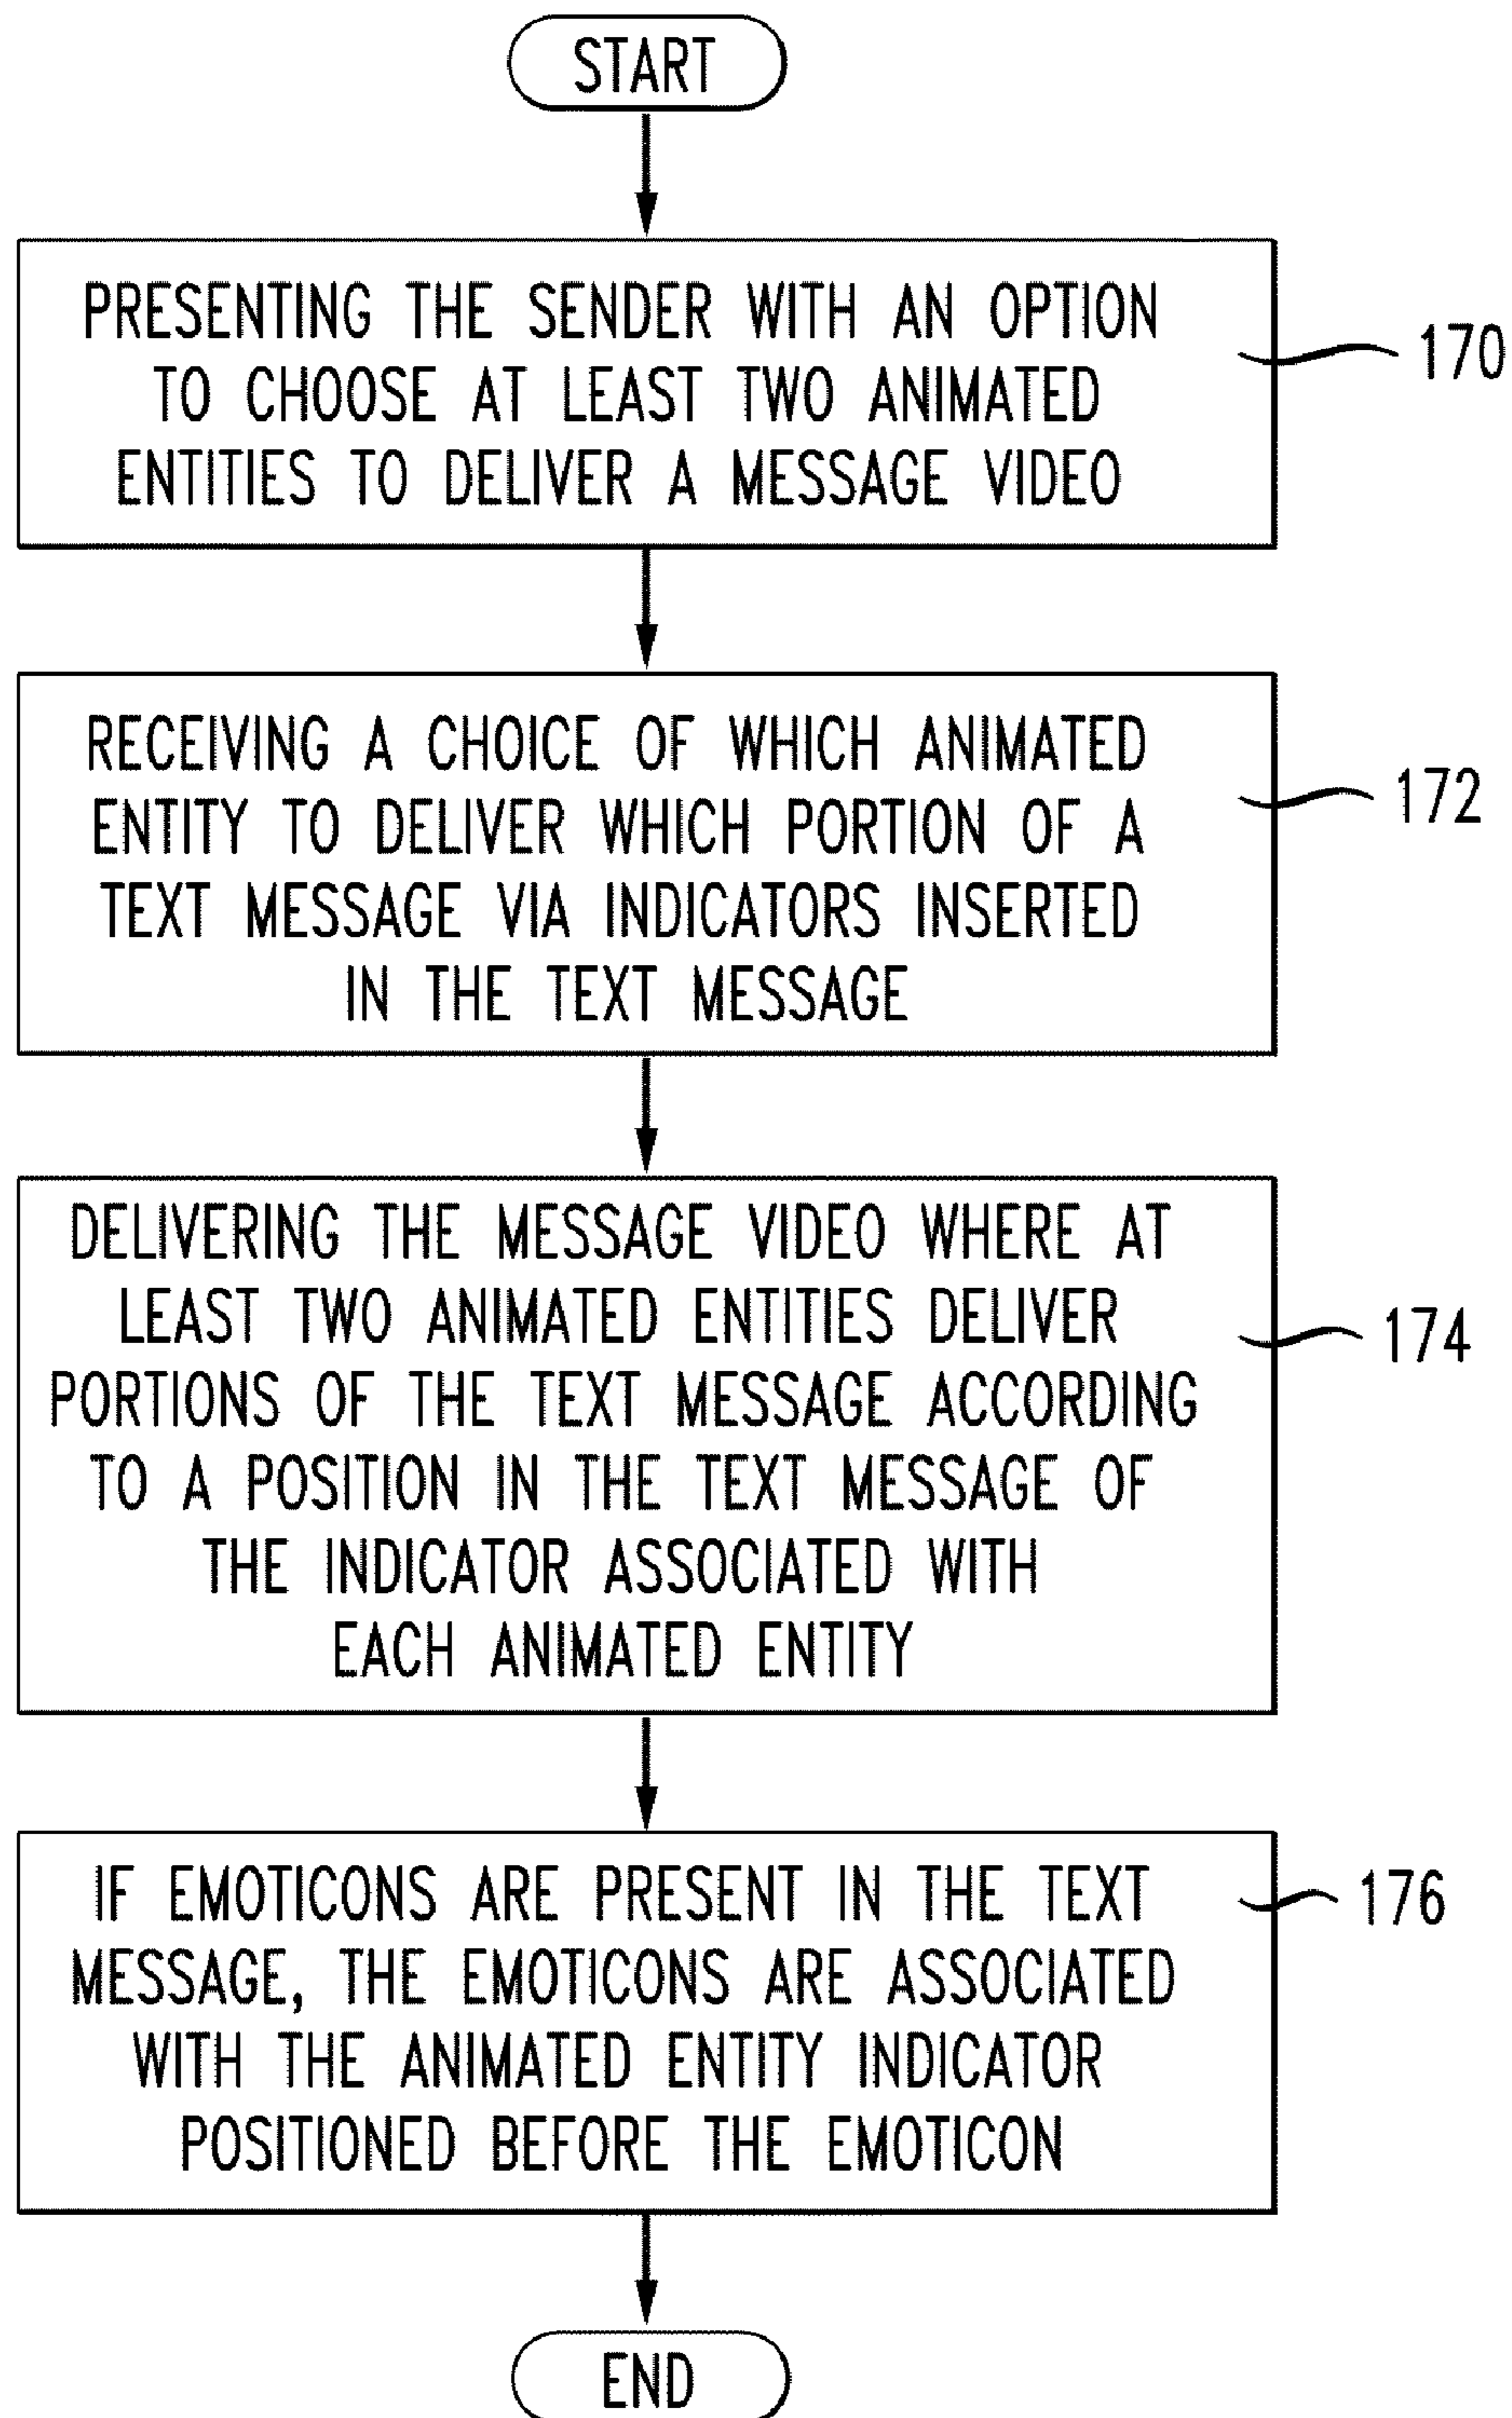 START
PRESENTING THE SENDER WITH AN OPTION
TO CHOOSE AT LEAST TWO ANIMATED
ENTITIES TO DELIVER A MESSAGE VIDEO
170
RECEIVING A CHOICE OF WHICH ANIMATED
ENTITY TO DELIVER WHICH PORTION OF A
TEXT MESSAGE VIA INDICATORS INSERTED
IN THE TEXT MESSAGE
172
DELIVERING THE MESSAGE VIDEO WHERE AT
LEAST TWO ANIMATED ENTITIES DELIVER
PORTIONS OF THE TEXT MESSAGE ACCORDING
TO A POSITION IN THE TEXT MESSAGE OF
THE INDICATOR ASSOCIATED WITH
EACH ANIMATED ENTITY
174
IF EMOTICONS ARE PRESENT IN THE TEXT
MESSAGE, THE EMOTICONS ARE ASSOCIATED
WITH THE ANIMATED ENTITY INDICATOR
POSITIONED BEFORE THE EMOTICON
176
END